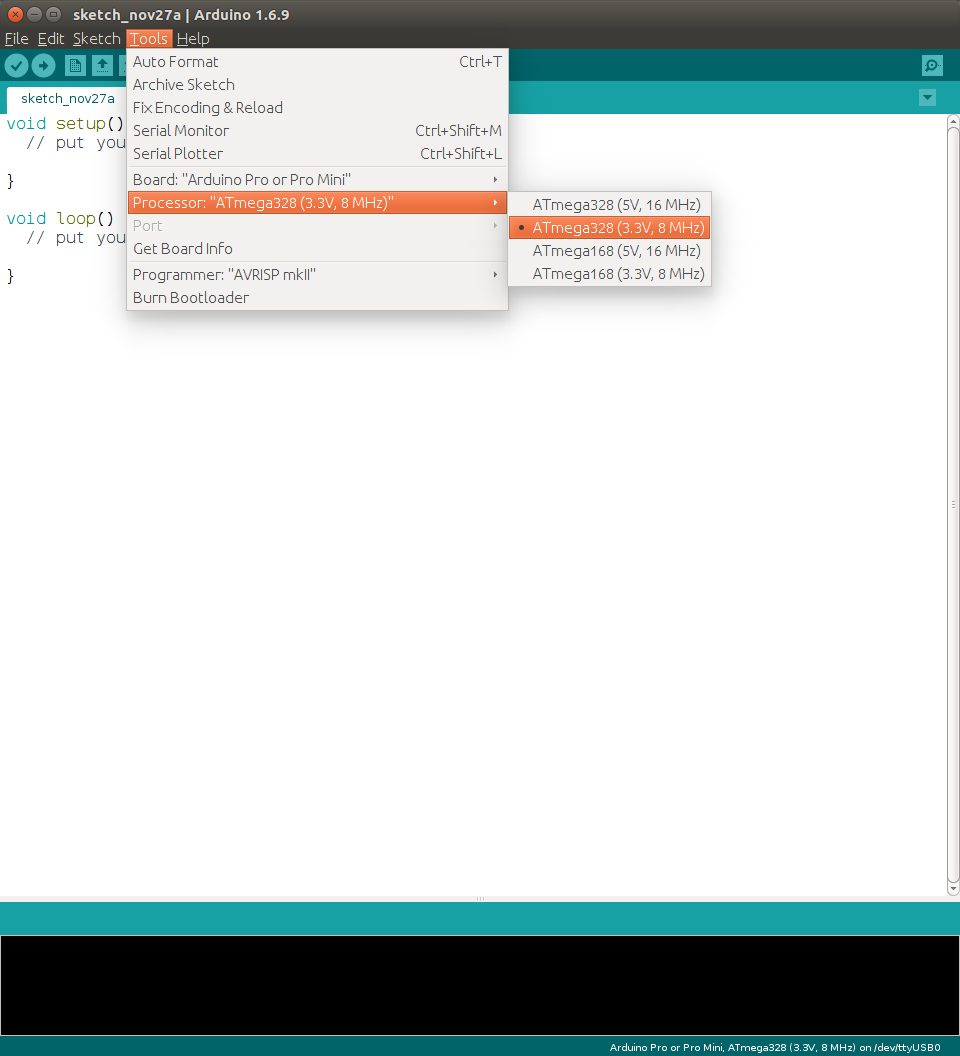 sketch_nov27a | Arduino 1.6.9
File Edit Sketch Tools Help
Auto Format Ctrl+T
Archive Sketch
Fix Encoding & Reload
Serial Monitor Ctrl+Shift+M
Serial Plotter Ctrl+Shift+L
Board: "Arduino Pro or Pro Mini"
Processor: "ATmega328 (3.3V, 8 MHz)"
Port
Get Board Info
Programmer: "AVRISP mkII"
Burn Bootloader
ATmega328 (5V, 16 MHz)
ATmega328 (3.3V, 8 MHz)
ATmega168 (5V, 16 MHz)
ATmega168 (3.3V, 8 MHz)
sketch_nov27a
void setup()
// put you
}
void loop()
// put you
}
Arduino Pro or Pro Mini, ATmega328 (3.3V, 8 MHz) on /dev/ttyUSB0